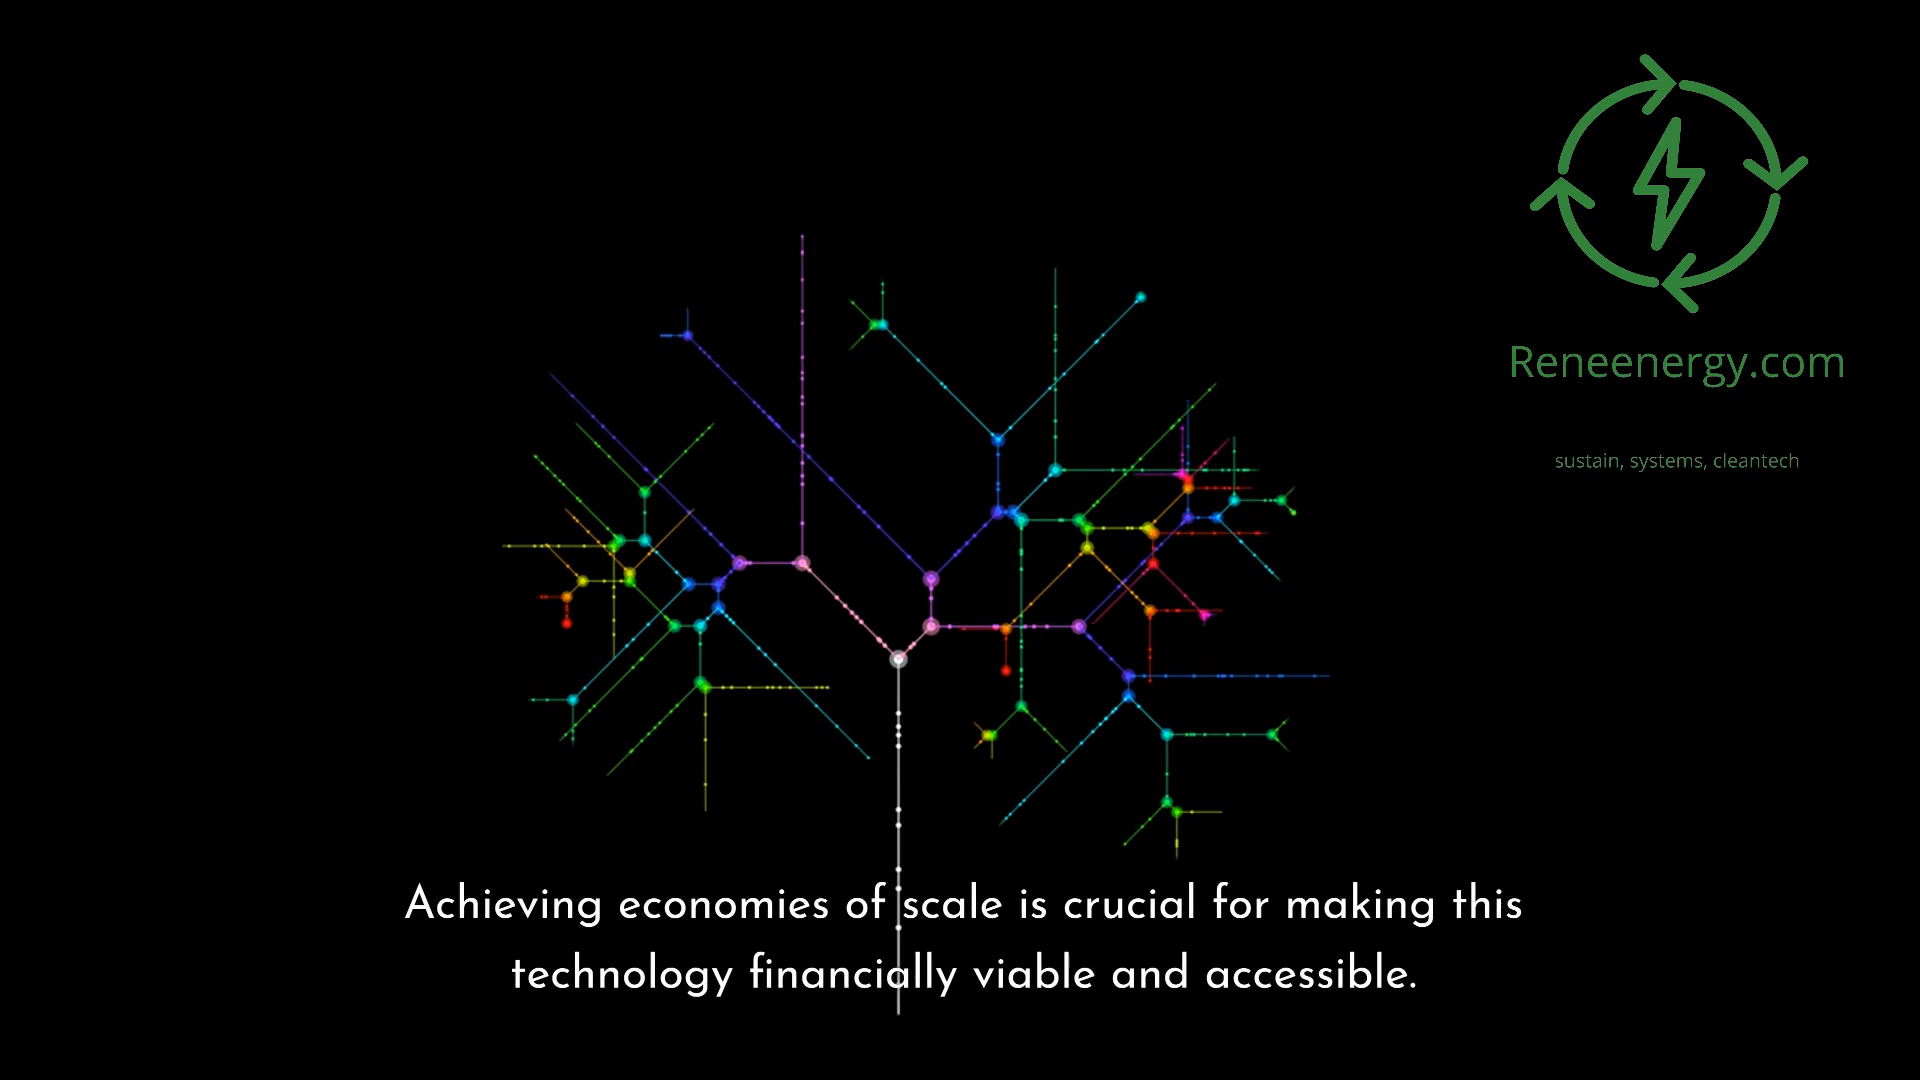 Reneenergy.com
sustain, systems, cleantech
Achieving economies of scale is crucial for making this
technology financially viable and accessible.